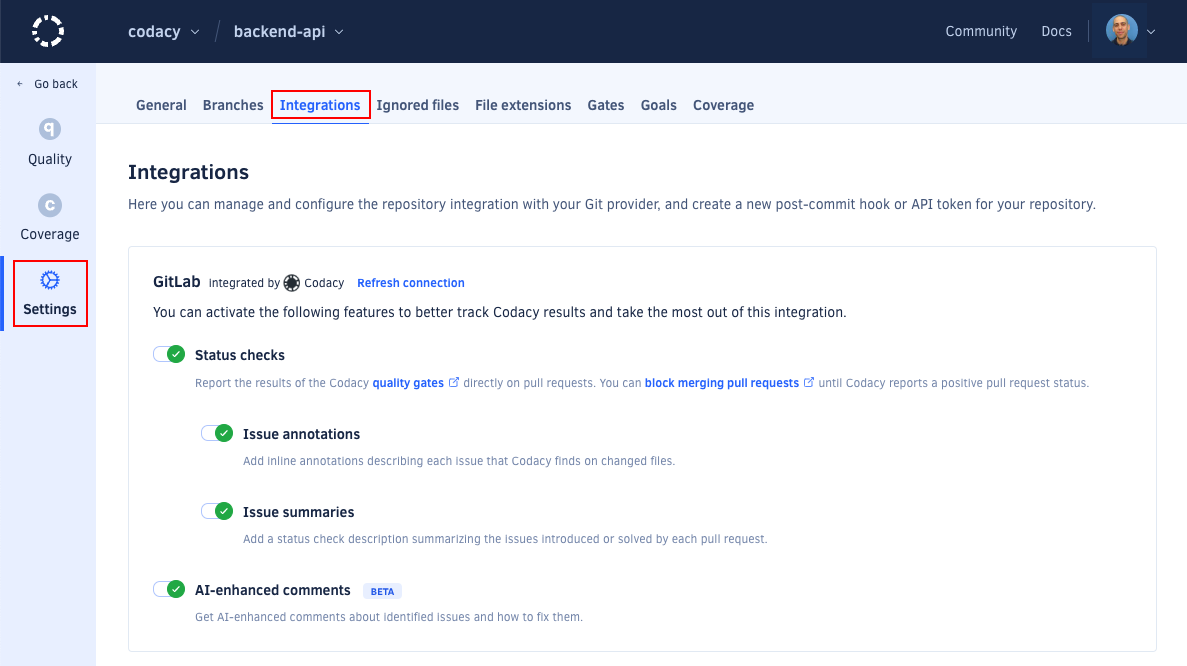 codacy / backend-api Community Docs
← Go back
General Branches Integrations Ignored files File extensions Gates Goals Coverage
q
Quality
c
Coverage
Settings
Integrations
Here you can manage and configure the repository integration with your Git provider, and create a new post-commit hook or API token for your repository.
GitLab Integrated by Codacy Refresh connection
You can activate the following features to better track Codacy results and take the most out of this integration.
Status checks
Report the results of the Codacy quality gates directly on pull requests. You can block merging pull requests until Codacy reports a positive pull request status.
Issue annotations
Add inline annotations describing each issue that Codacy finds on changed files.
Issue summaries
Add a status check description summarizing the issues introduced or solved by each pull request.
AI-enhanced comments BETA
Get AI-enhanced comments about identified issues and how to fix them.